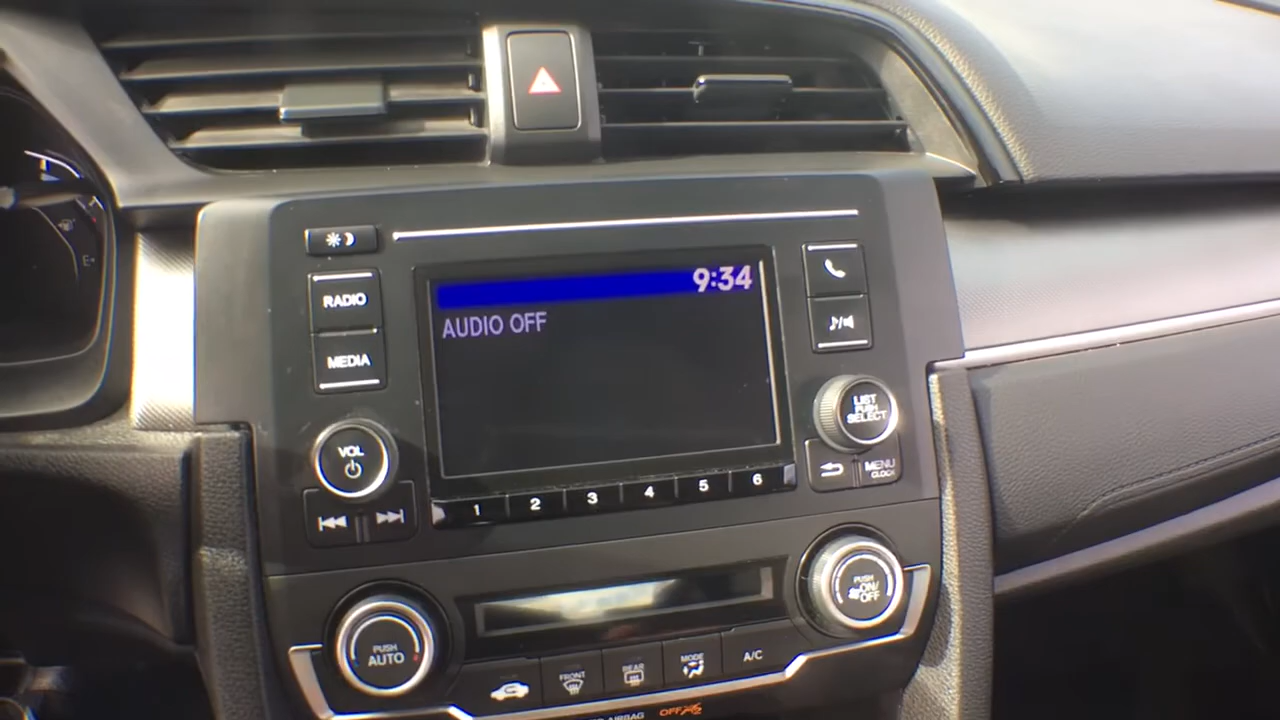 9:34
RADIO
AUDIO OFF
MEDIA
LIST
PUSH
SELECT
VOL
MENU
CLOCK
1 2 3 4 5 6
PUSH
ON/
OFF
PUSH
AUTO
FRONT
REAR
MODE
A/C
AIRBAG
OFF
E